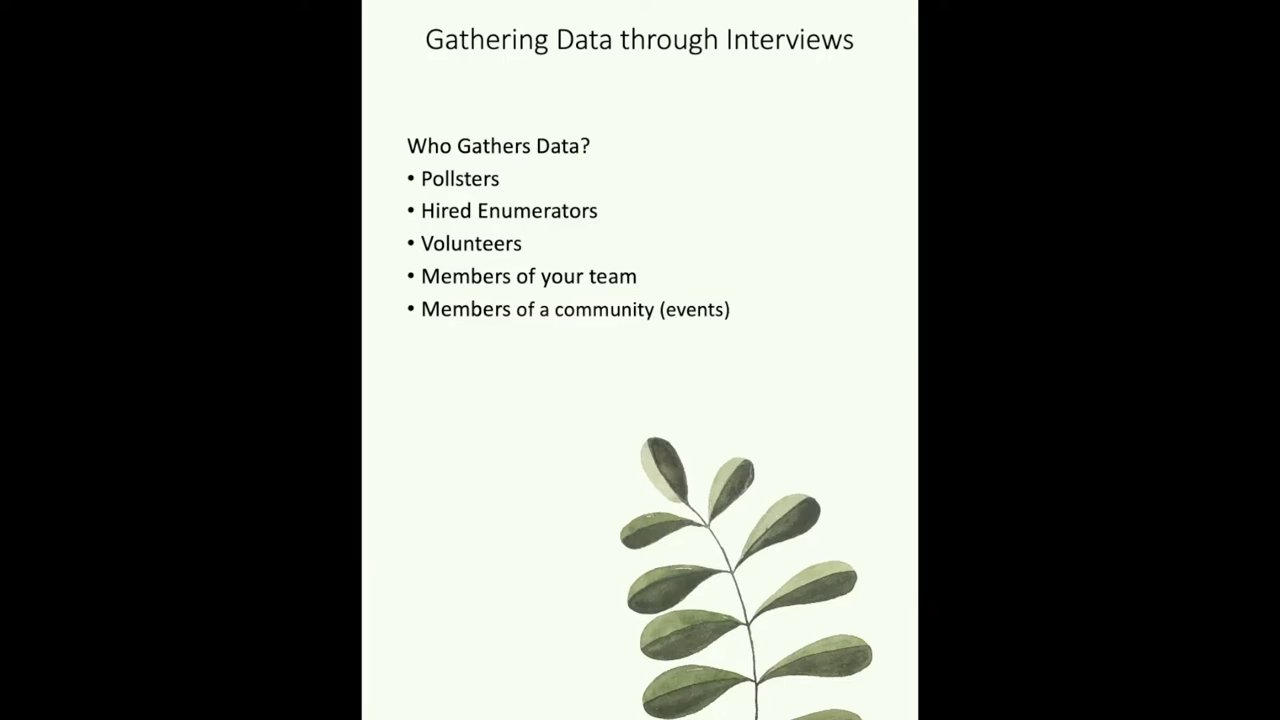 Gathering Data through Interviews
Who Gathers Data?
• Pollsters
• Hired Enumerators
• Volunteers
• Members of your team
• Members of a community (events)